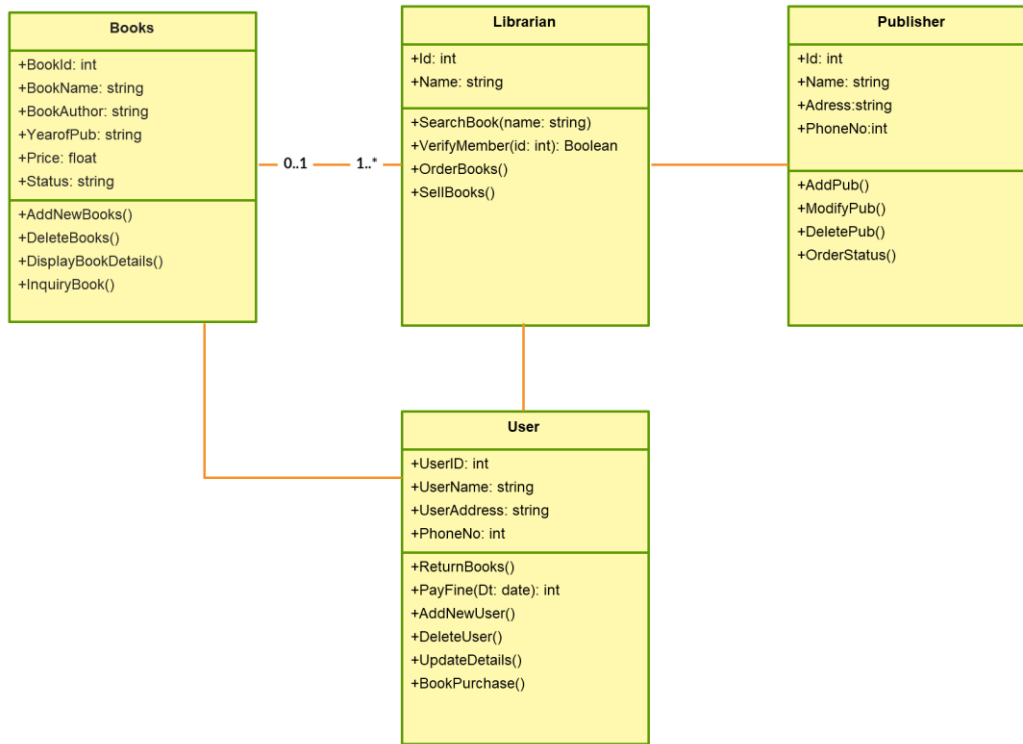 Books
+BookId: int
+BookName: string
+BookAuthor: string
+YearofPub: string
+Price: float
+Status: string
+AddNewBooks()
+DeleteBooks()
+DisplayBookDetails()
+InquiryBook()
0..1
1..*
Librarian
+Id: int
+Name: string
+SearchBook(name: string)
+VerifyMember(id: int): Boolean
+OrderBooks()
+SellBooks()
Publisher
+Id: int
+Name: string
+Adress:string
+PhoneNo:int
+AddPub()
+ModifyPub()
+DeletePub()
+OrderStatus()
User
+UserID: int
+UserName: string
+UserAddress: string
+PhoneNo: int
+ReturnBooks()
+PayFine(Dt: date): int
+AddNewUser()
+DeleteUser()
+UpdateDetails()
+BookPurchase()